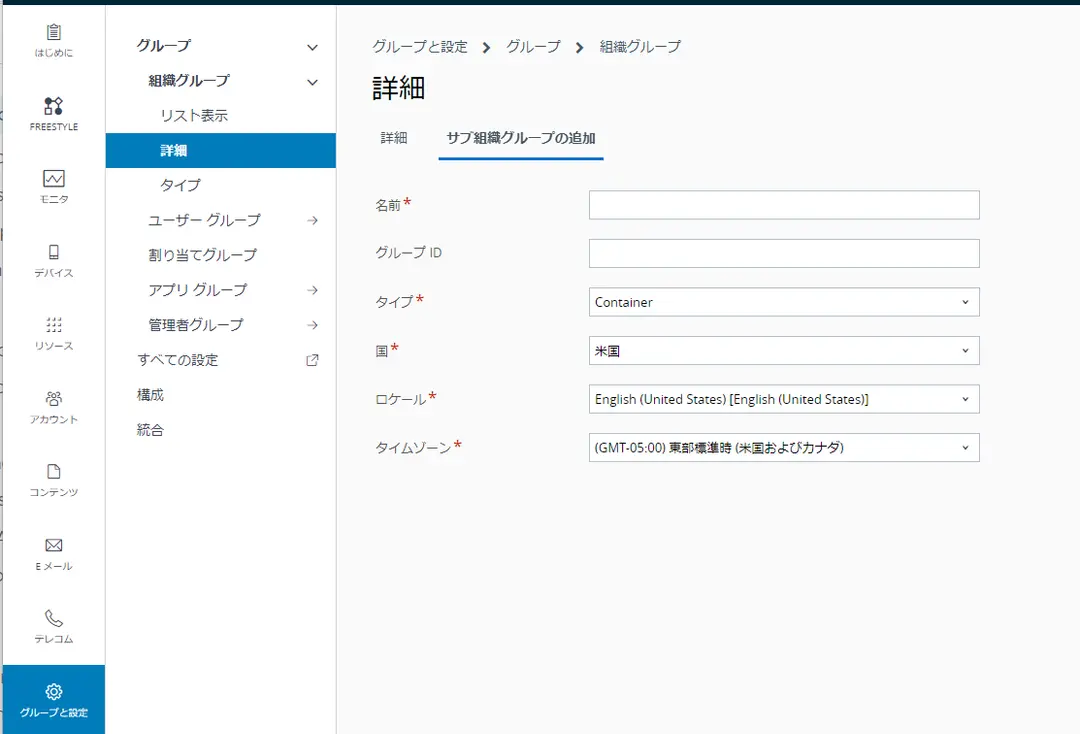 はじめに
FREESTYLE
モニタ
デバイス
リソース
アカウント
コンテンツ
Eメール
テレコム
グループと設定
グループ
組織グループ
リスト表示
詳細
タイプ
ユーザー グループ
割り当てグループ
アプリ グループ
管理者グループ
すべての設定
構成
統合
グループと設定 > グループ > 組織グループ
詳細
詳細 サブ組織グループの追加
名前*
グループ ID
タイプ* Container
国* 米国
ロケール* English (United States) [English (United States)]
タイムゾーン* (GMT-05:00) 東部標準時 (米国およびカナダ)